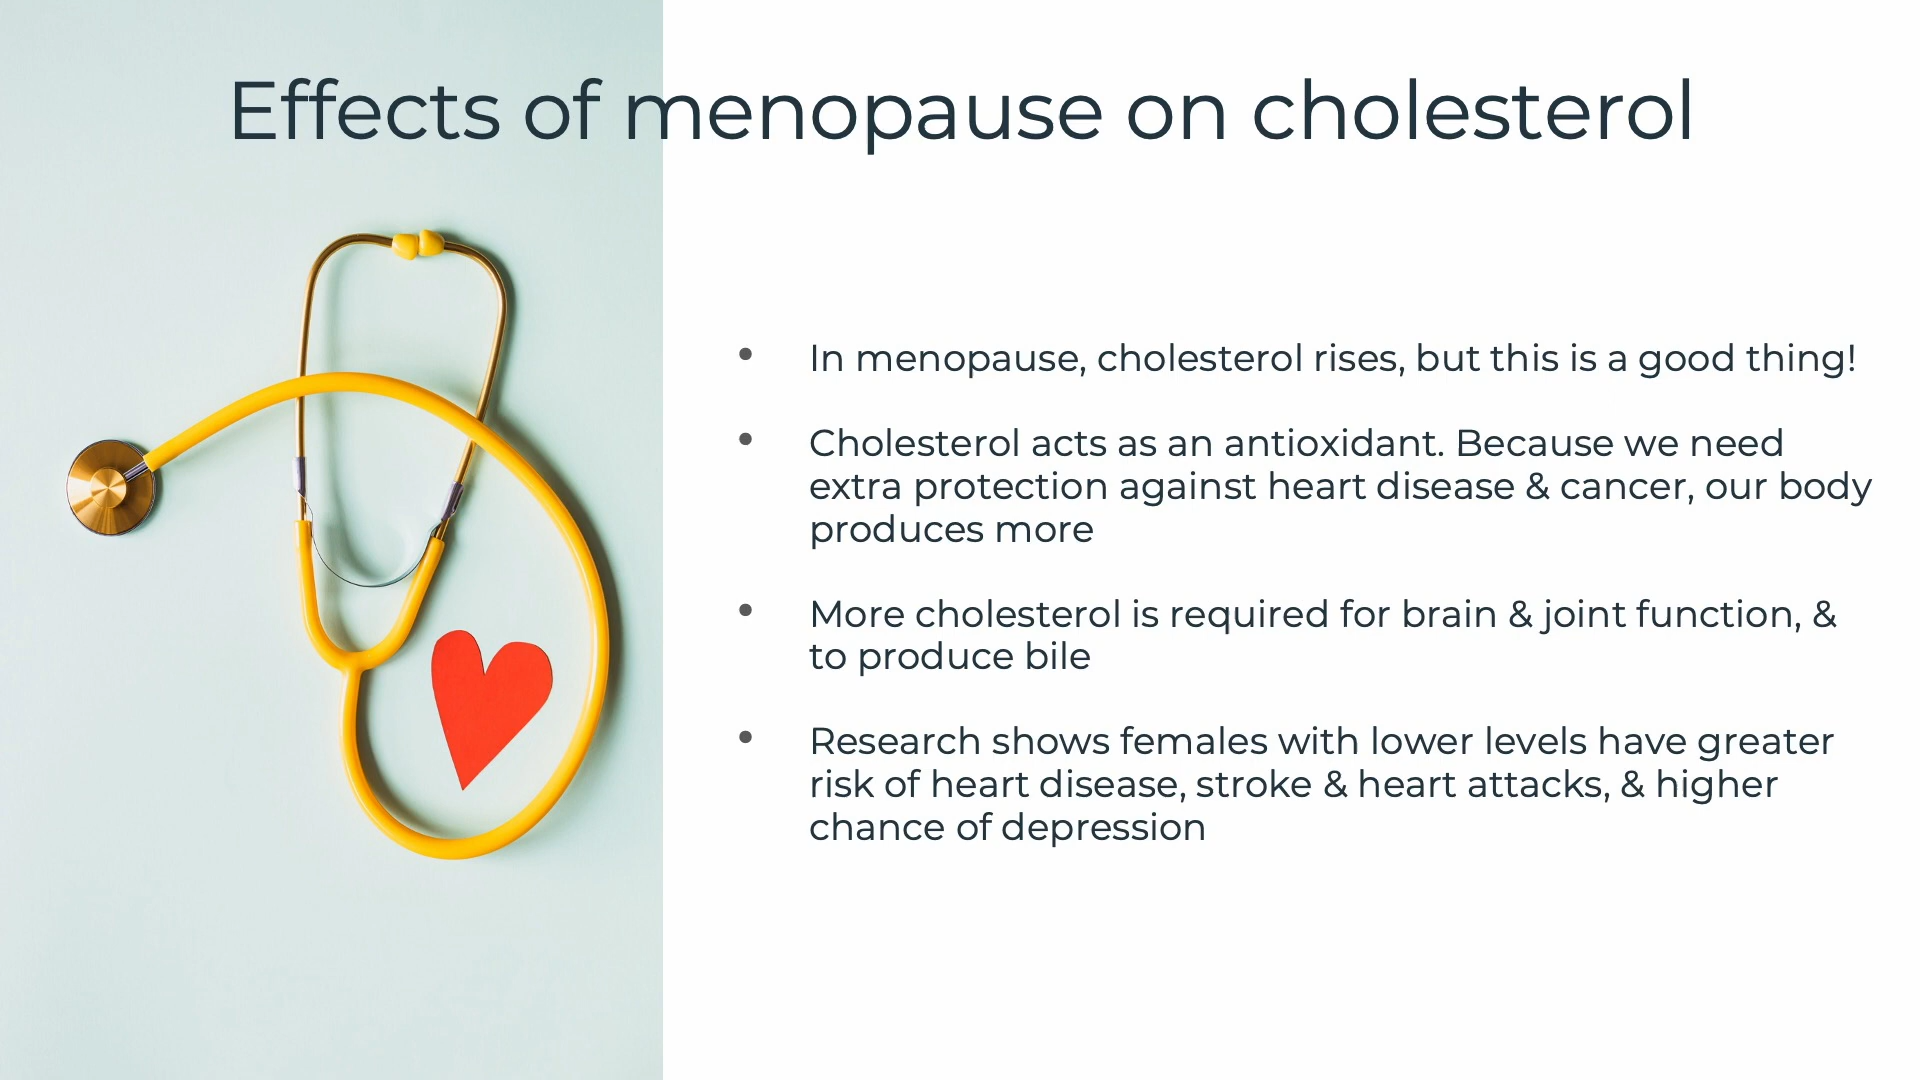 Effects of menopause on cholesterol
• In menopause, cholesterol rises, but this is a good thing!
• Cholesterol acts as an antioxidant. Because we need
extra protection against heart disease & cancer, our body
produces more
• More cholesterol is required for brain & joint function, &
to produce bile
• Research shows females with lower levels have greater
risk of heart disease, stroke & heart attacks, & higher
chance of depression